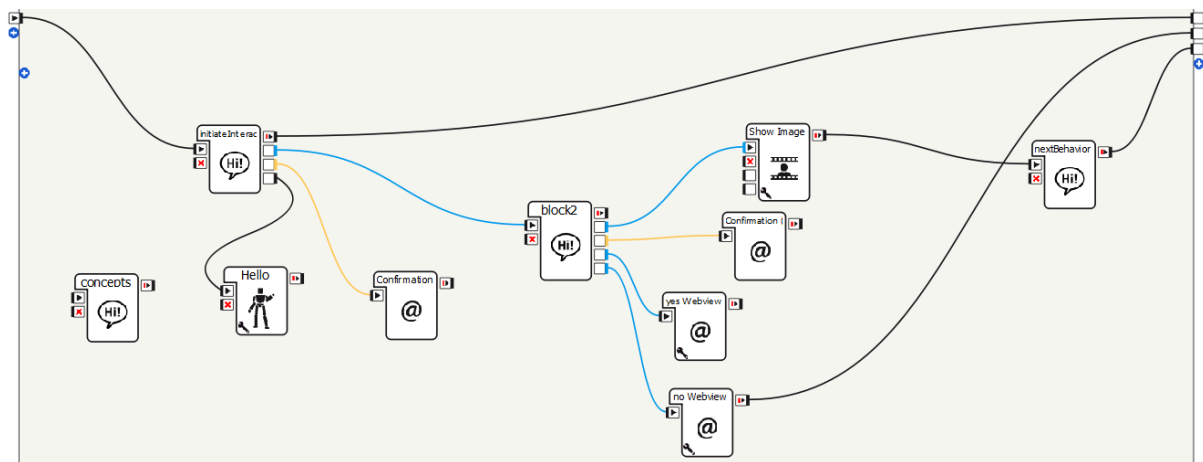 initiateInterac
Hi!
Show Image
nextBehavior
Hi!
block2
Hi!
Confirmation (
@
concepts
Hi!
Hello
Confirmation
@
yes Webview
@
no Webview
@